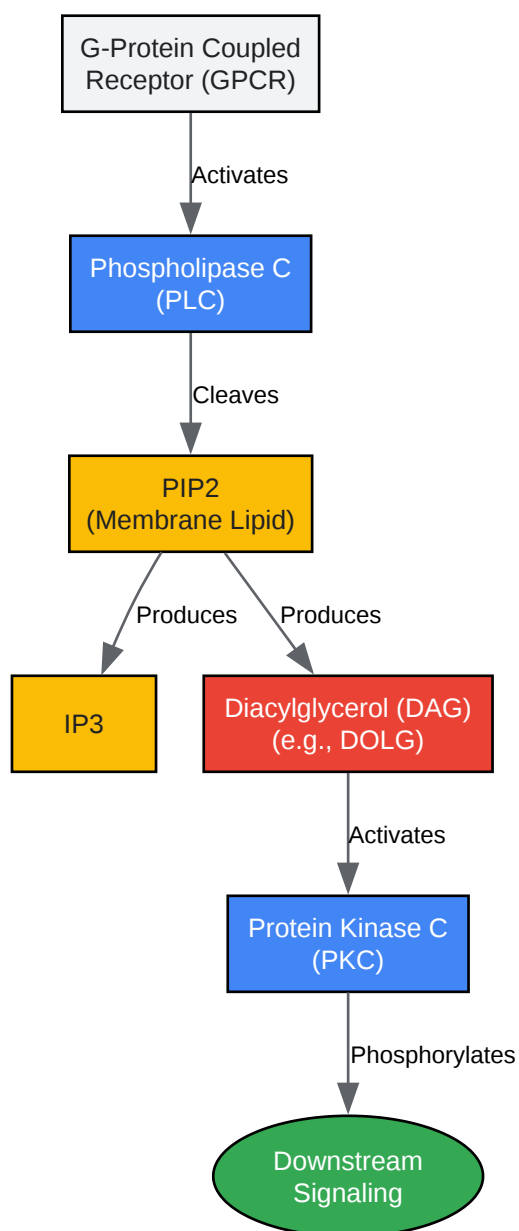 G-Protein Coupled
Receptor (GPCR)
Activates
Phospholipase C
(PLC)
Cleaves
PIP2
(Membrane Lipid)
Produces
Produces
IP3
Diacylglycerol (DAG)
(e.g., DOLG)
Activates
Protein Kinase C
(PKC)
Phosphorylates
Downstream
Signaling